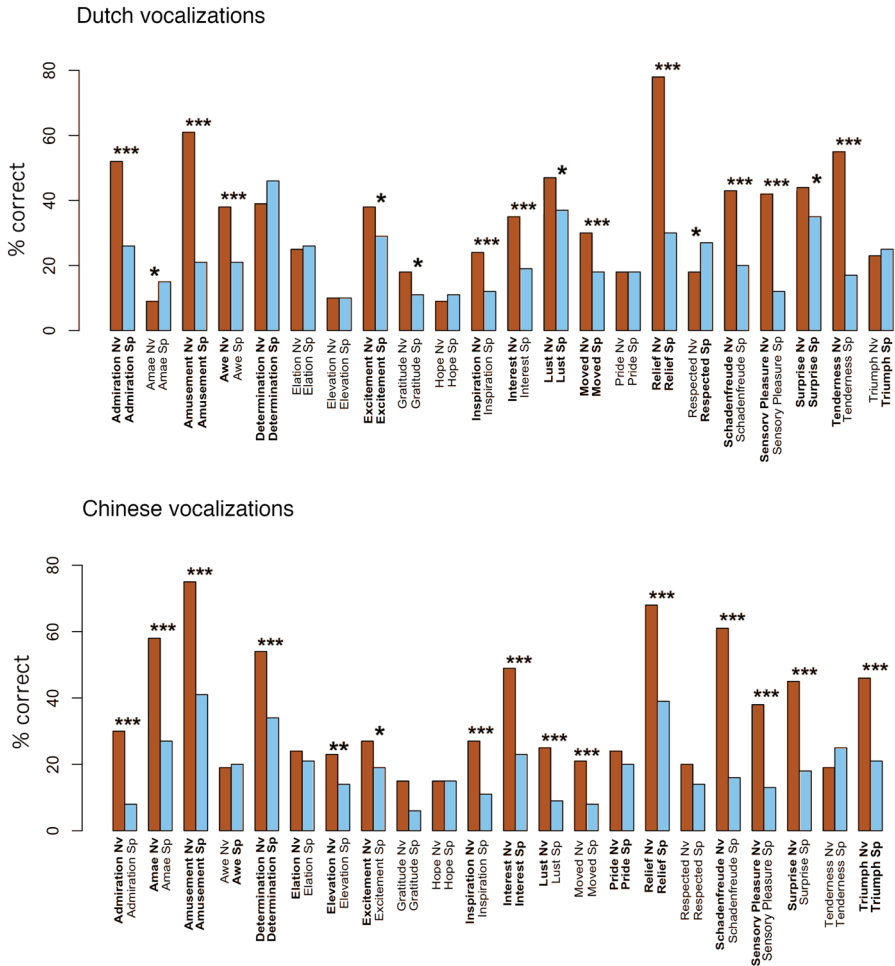 Dutch vocalizations
% correct
80
60
40
20
0
***
*
***
***
*
*
***
***
*
***
***
*
***
***
*
***
Admiration Nv
Admiration Sp
Amae Nv
Amae Sp
Amusement Nv
Amusement Sp
Awe Nv
Awe Sp
Determination Nv
Determination Sp
Elation Nv
Elation Sp
Elevation Nv
Elevation Sp
Excitement Nv
Excitement Sp
Gratitude Nv
Gratitude Sp
Hope Nv
Hope Sp
Inspiration Nv
Inspiration Sp
Interest Nv
Interest Sp
Lust Nv
Lust Sp
Moved Nv
Moved Sp
Pride Nv
Pride Sp
Relief Nv
Relief Sp
Respected Nv
Respected Sp
Schadenfreude Nv
Schadenfreude Sp
Sensory Pleasure Nv
Sensory Pleasure Sp
Surprise Nv
Surprise Sp
Tenderness Nv
Tenderness Sp
Triumph Nv
Triumph Sp
Chinese vocalizations
% correct
80
60
40
20
0
***
***
***
***
**
*
***
***
***
***
***
***
***
***
***
Admiration Nv
Admiration Sp
Amae Nv
Amae Sp
Amusement Nv
Amusement Sp
Awe Nv
Awe Sp
Determination Nv
Determination Sp
Elation Nv
Elation Sp
Elevation Nv
Elevation Sp
Excitement Nv
Excitement Sp
Gratitude Nv
Gratitude Sp
Hope Nv
Hope Sp
Inspiration Nv
Inspiration Sp
Interest Nv
Interest Sp
Lust Nv
Lust Sp
Moved Nv
Moved Sp
Pride Nv
Pride Sp
Relief Nv
Relief Sp
Respected Nv
Respected Sp
Schadenfreude Nv
Schadenfreude Sp
Sensory Pleasure Nv
Sensory Pleasure Sp
Surprise Nv
Surprise Sp
Tenderness Nv
Tenderness Sp
Triumph Nv
Triumph Sp